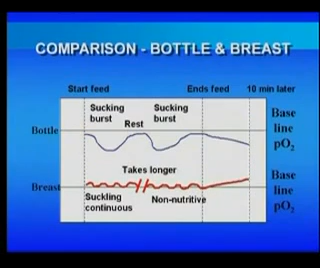 COMPARISON - BOTTLE & BREAST
Start feed Ends feed 10 min later
Sucking burst Rest Sucking burst
Bottle
Base line pO₂
Takes longer
Breast
Base line pO₂
Suckling continuous Non-nutritive